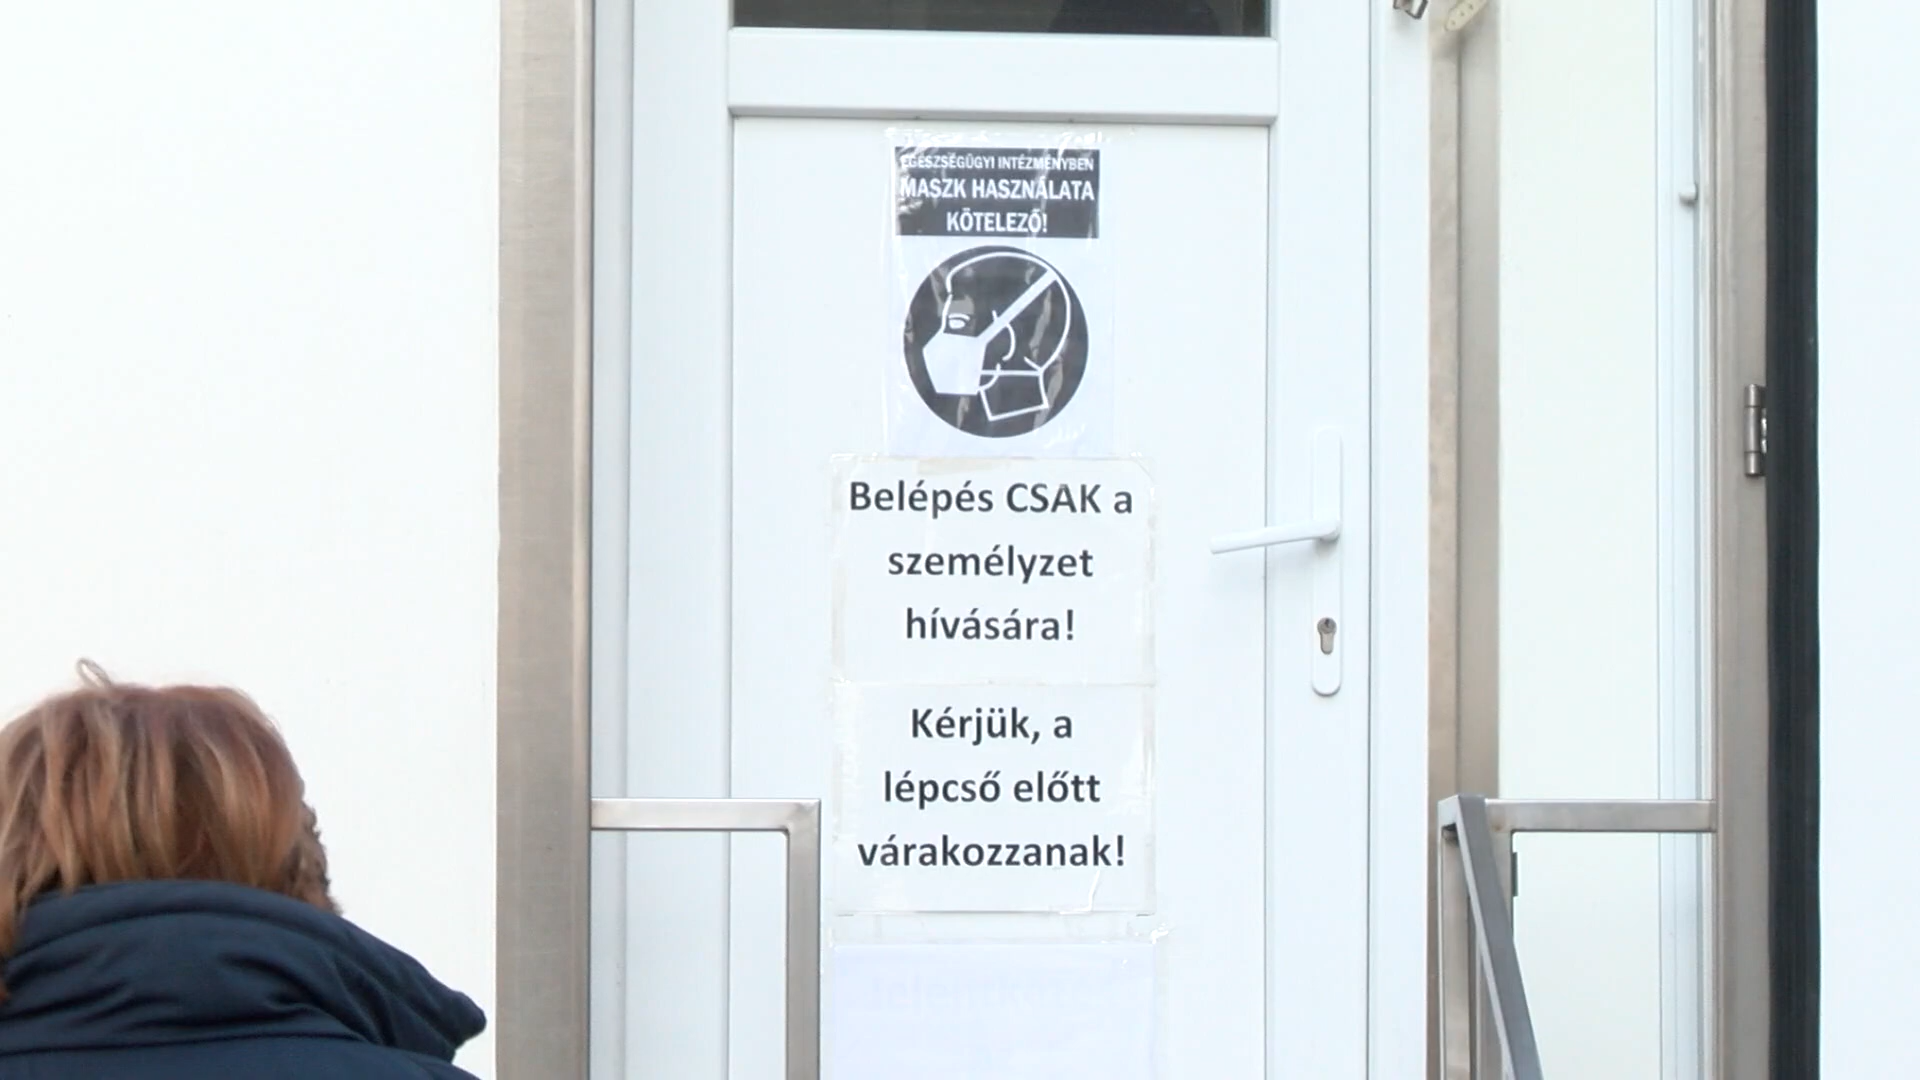 EGÉSZSÉGÜGYI INTÉZMÉNYBEN
MASZK HASZNÁLATA
KÖTELEZŐ!
Belépés CSAK a
személyzet
hívására!
Kérjük, a
lépcső előtt
várakozzanak!